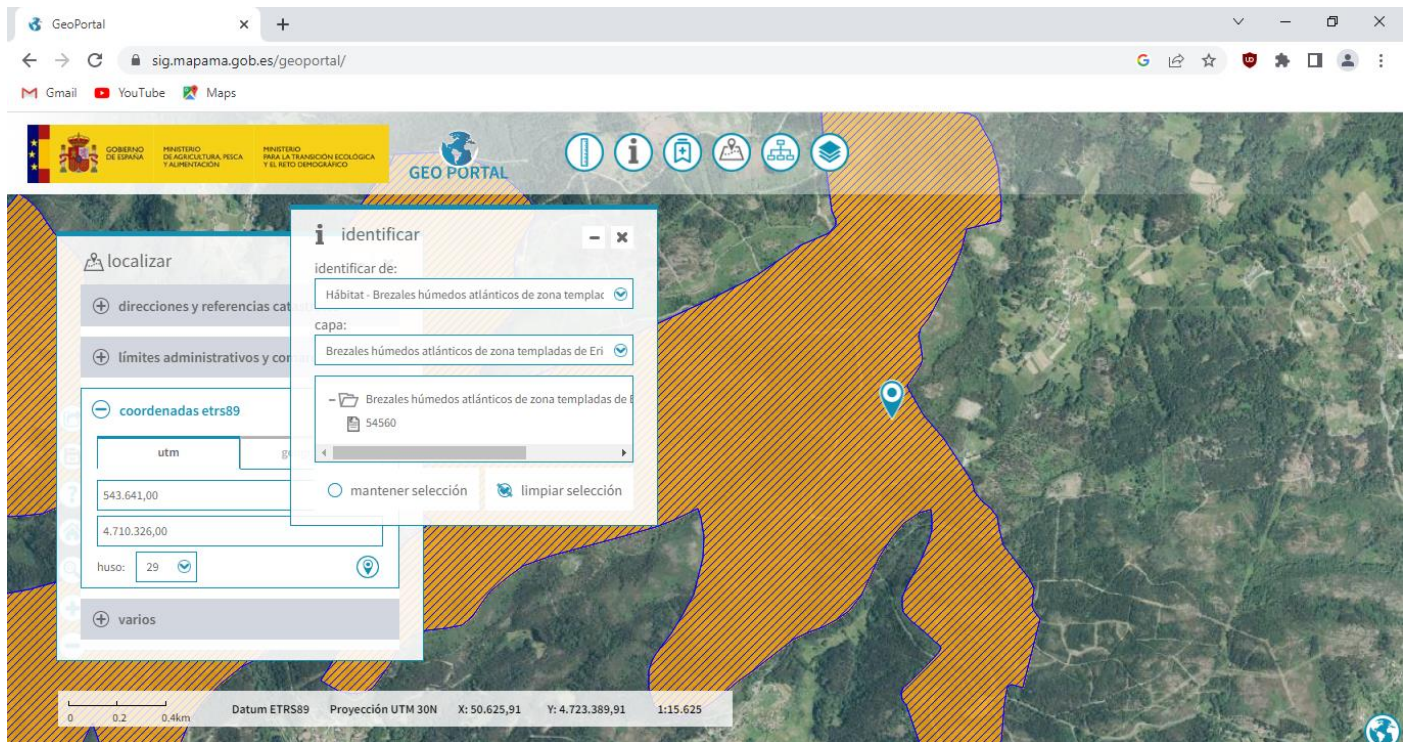 GeoPortal
sig.mapama.gob.es/geoportal/
Gmail YouTube Maps
GOBIERNO DE ESPAÑA
MINISTERIO DE AGRICULTURA, PESCA Y ALIMENTACIÓN
MINISTERIO PARA LA TRANSICIÓN ECOLÓGICA Y EL RETO DEMOGRÁFICO
GEO PORTAL
localizar
direcciones y referencias cat
límites administrativos y co
coordenadas etrs89
utm
g
543.641,00
4.710.326,00
huso: 29
varios
identificar
identificar de:
Hábitat - Brezales húmedos atlánticos de zona templac
capa:
Brezales húmedos atlánticos de zona templadas de Eri
Brezales húmedos atlánticos de zona templadas de E
54560
mantener selección limpiar selección
0 0.2 0.4km Datum ETRS89 Proyección UTM 30N X: 50.625,91 Y: 4.723.389,91 1:15.625